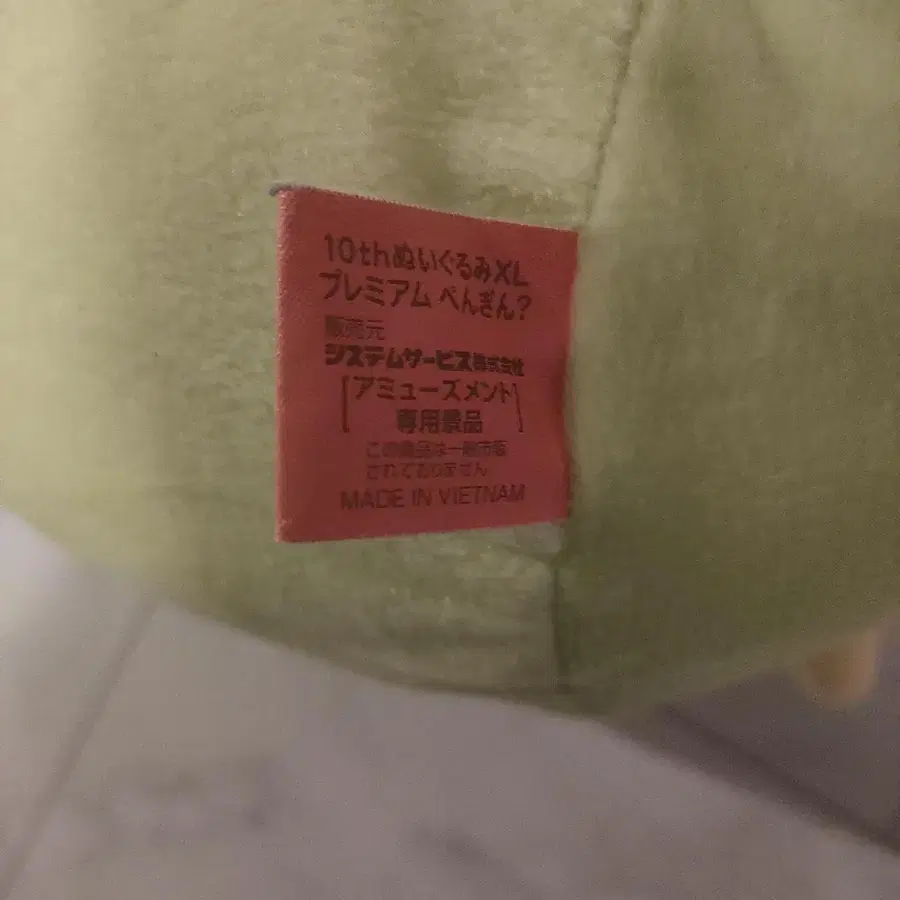 10thぬいぐるみXL
プレミアム ぺんぎん?
販売元
システムサービス株式会社
[アミューズメント
専用景品]
この商品は一般市販
されておりません
MADE IN VIETNAM